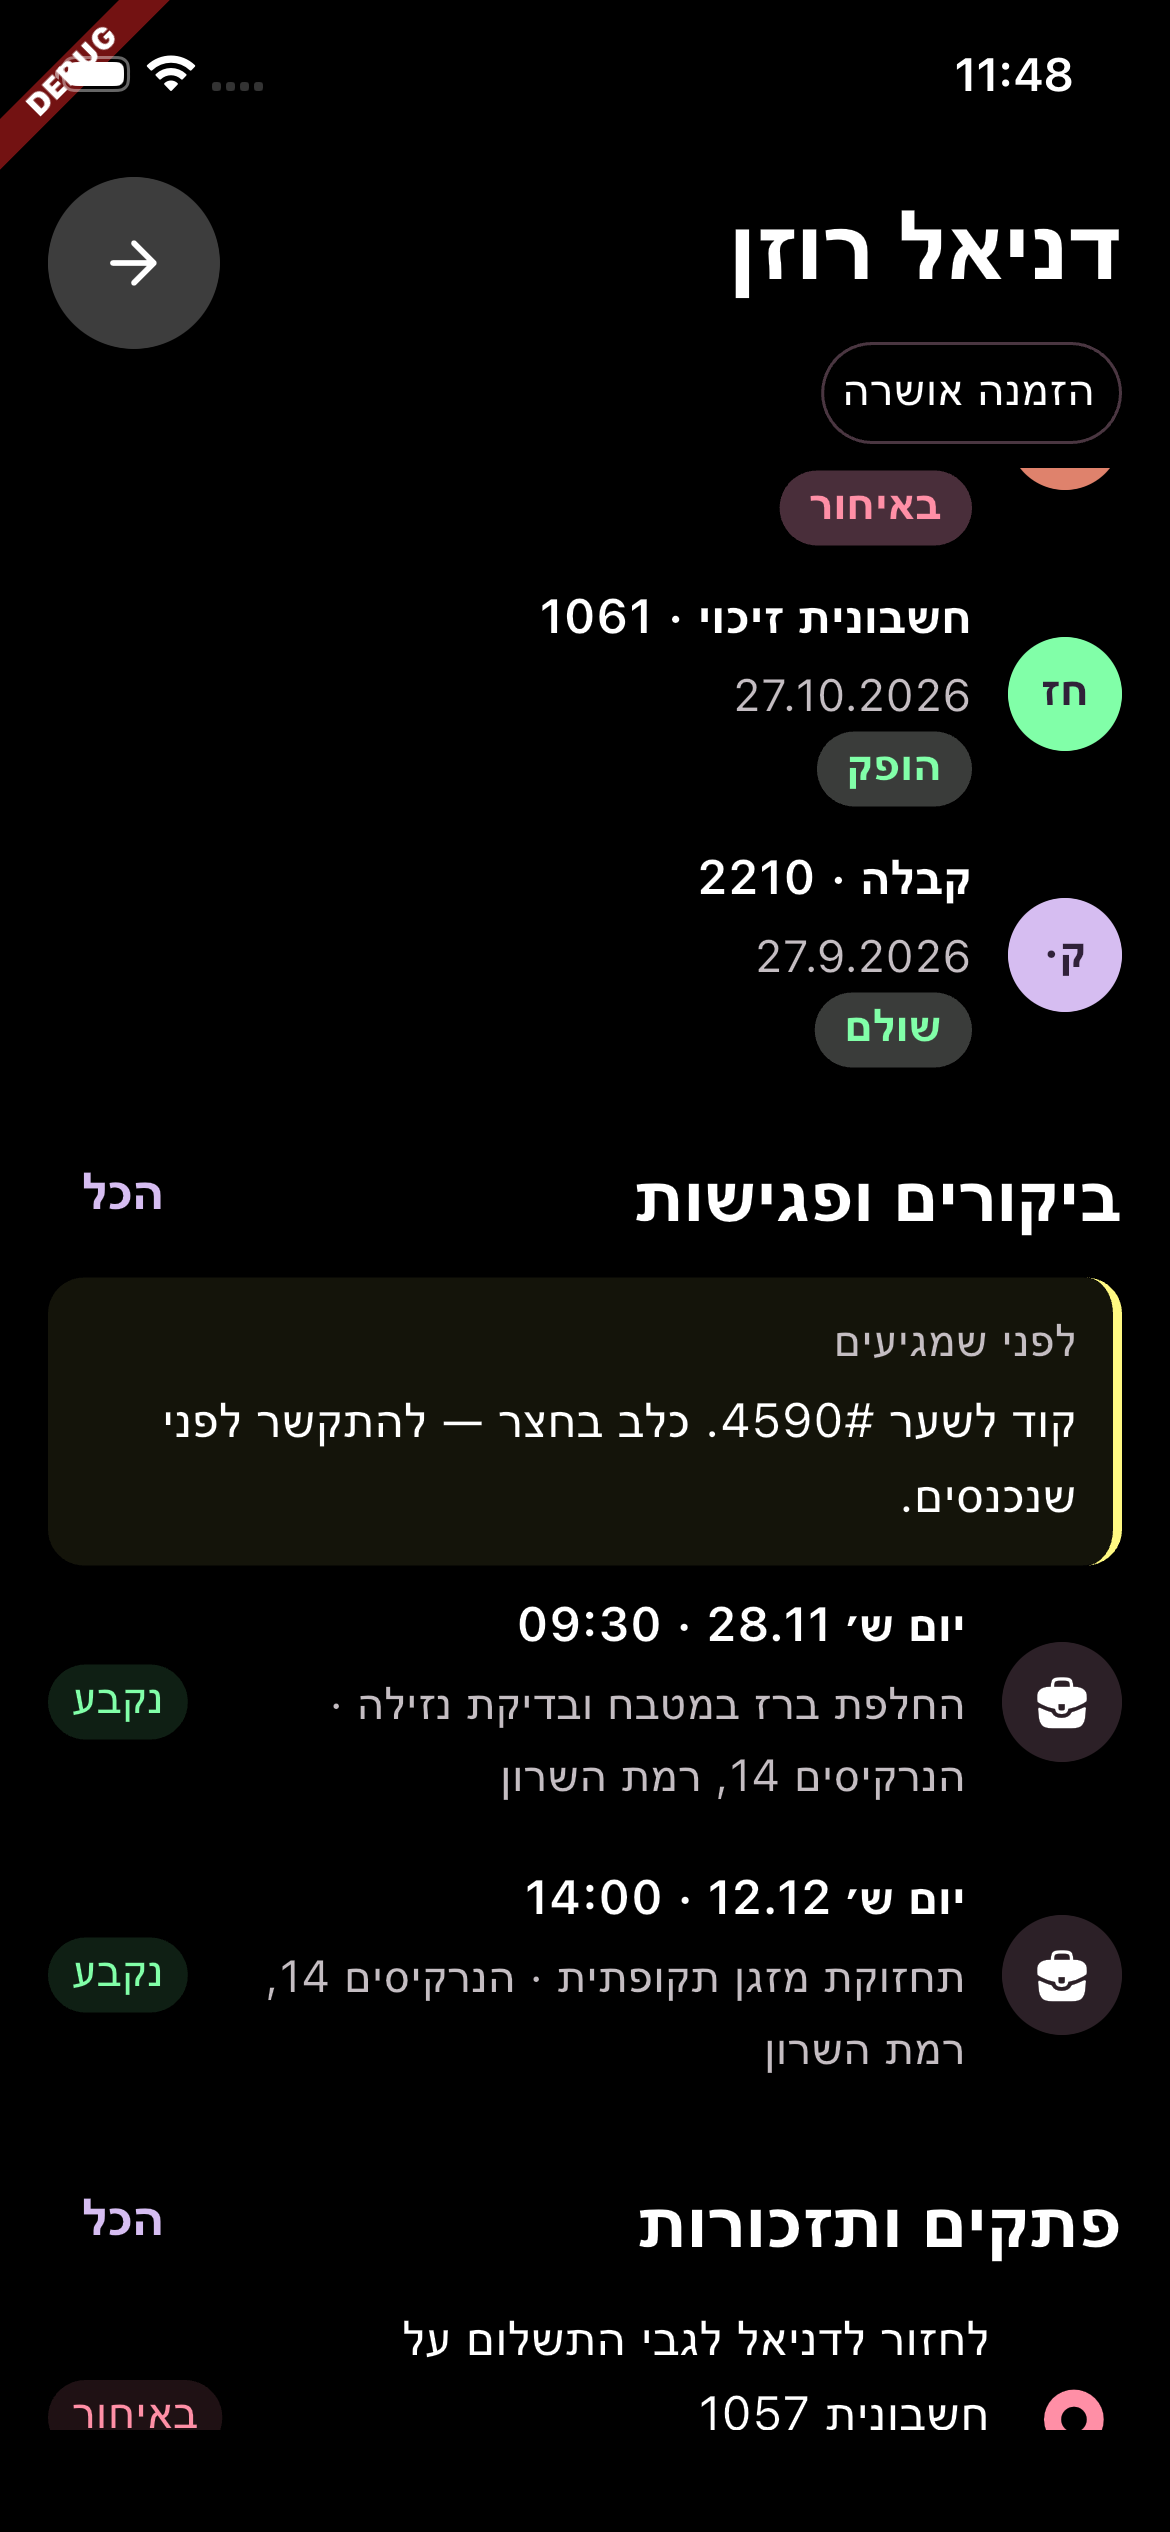 DEBUG
11:48
דניאל רוזן
הזמנה אושרה
באיחור
חשבונית זיכוי · 1061
חז
27.10.2026
הופק
קבלה · 2210
ק·
27.9.2026
שולם
ביקורים ופגישות
הכל
לפני שמגיעים
קוד לשער #4590. כלב בחצר — להתקשר לפני
שנכנסים.
יום ש׳ 28.11 · 09:30
החלפת ברז במטבח ובדיקת נזילה ·
הנרקיסים 14, רמת השרון
נקבע
יום ש׳ 12.12 · 14:00
תחזוקת מזגן תקופתית · הנרקיסים 14,
רמת השרון
נקבע
פתקים ותזכורות
הכל
לחזור לדניאל לגבי התשלום על
חשבונית 1057
באיחור